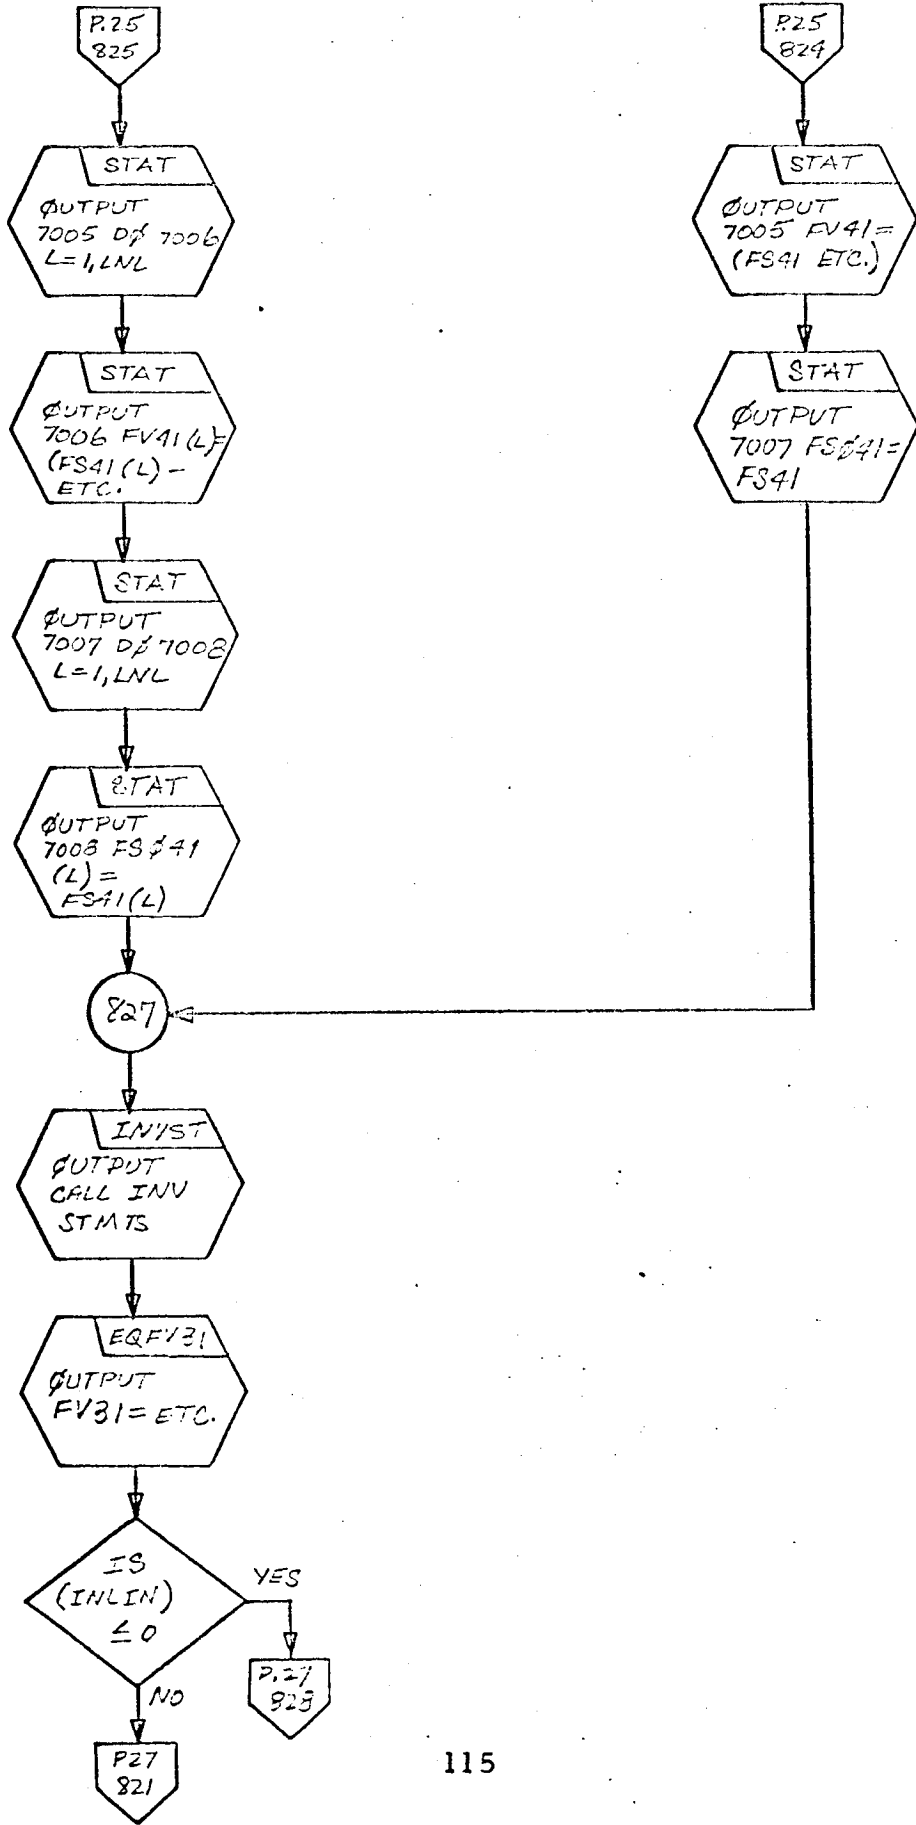 P.25
825
STAT
ØUTPUT
7005 DØ 7006
L=1,LNL
STAT
ØUTPUT
7006 FV41(L)=
(FS41(L)-
ETC.
STAT
ØUTPUT
7007 DØ 7008
L=1,LNL
STAT
ØUTPUT
7008 FSØ41
(L)=
FS41(L)
827
INVST
ØUTPUT
CALL INV
STMTS
EQFV31
ØUTPUT
FV31=ETC.
IS
(INLIN)
≤0
YES
P.27
828
NO
P27
821
P.25
824
STAT
ØUTPUT
7005 FV41=
(FS41 ETC.)
STAT
ØUTPUT
7007 FSØ41=
FS41
115